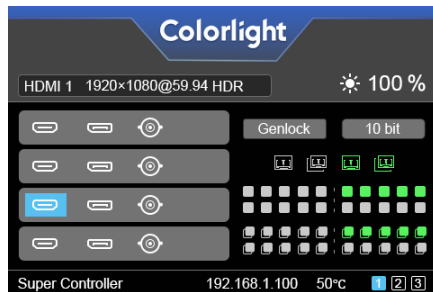 Colorlight
HDMI 1 1920×1080@59.94 HDR
100 %
Genlock 10 bit
Super Controller 192.168.1.100 50°C 1 2 3